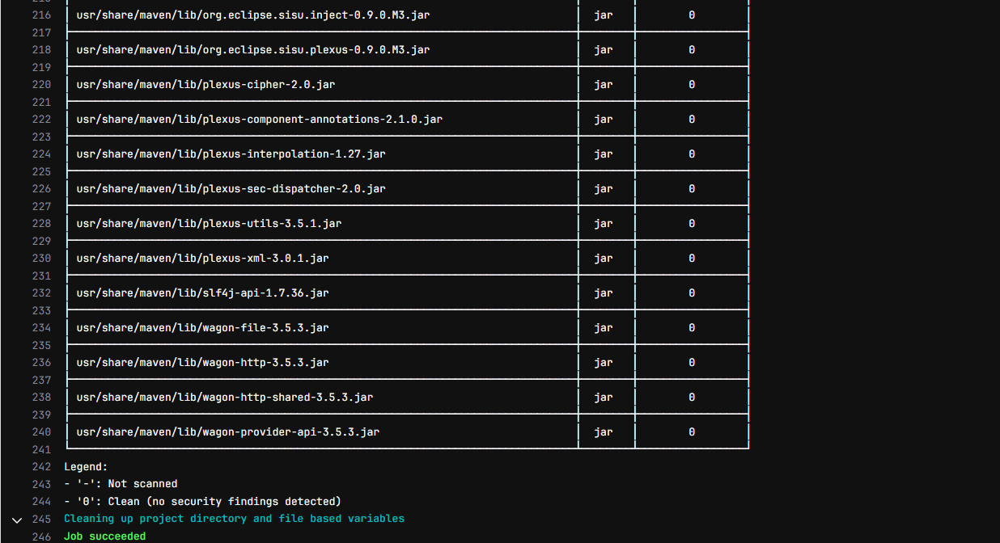 216 usr/share/maven/lib/org.eclipse.sisu.inject-0.9.0.M3.jar jar 0
217
218 usr/share/maven/lib/org.eclipse.sisu.plexus-0.9.0.M3.jar jar 0
219
220 usr/share/maven/lib/plexus-cipher-2.0.jar jar 0
221
222 usr/share/maven/lib/plexus-component-annotations-2.1.0.jar jar 0
223
224 usr/share/maven/lib/plexus-interpolation-1.27.jar jar 0
225
226 usr/share/maven/lib/plexus-sec-dispatcher-2.0.jar jar 0
227
228 usr/share/maven/lib/plexus-utils-3.5.1.jar jar 0
229
230 usr/share/maven/lib/plexus-xml-3.0.1.jar jar 0
231
232 usr/share/maven/lib/slf4j-api-1.7.36.jar jar 0
233
234 usr/share/maven/lib/wagon-file-3.5.3.jar jar 0
235
236 usr/share/maven/lib/wagon-http-3.5.3.jar jar 0
237
238 usr/share/maven/lib/wagon-http-shared-3.5.3.jar jar 0
239
240 usr/share/maven/lib/wagon-provider-api-3.5.3.jar jar 0
241
242 Legend:
243 - '-': Not scanned
244 - '0': Clean (no security findings detected)
245 Cleaning up project directory and file based variables
246 Job succeeded